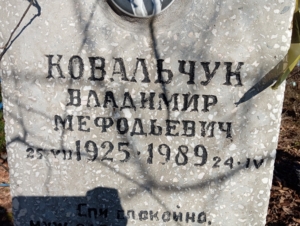 КОВАЛЬЧУК
ВЛАДИМИР
МЕФОДЬЕВИЧ
25·VII 1925 · 1989 24·IV
Спи спокойно,